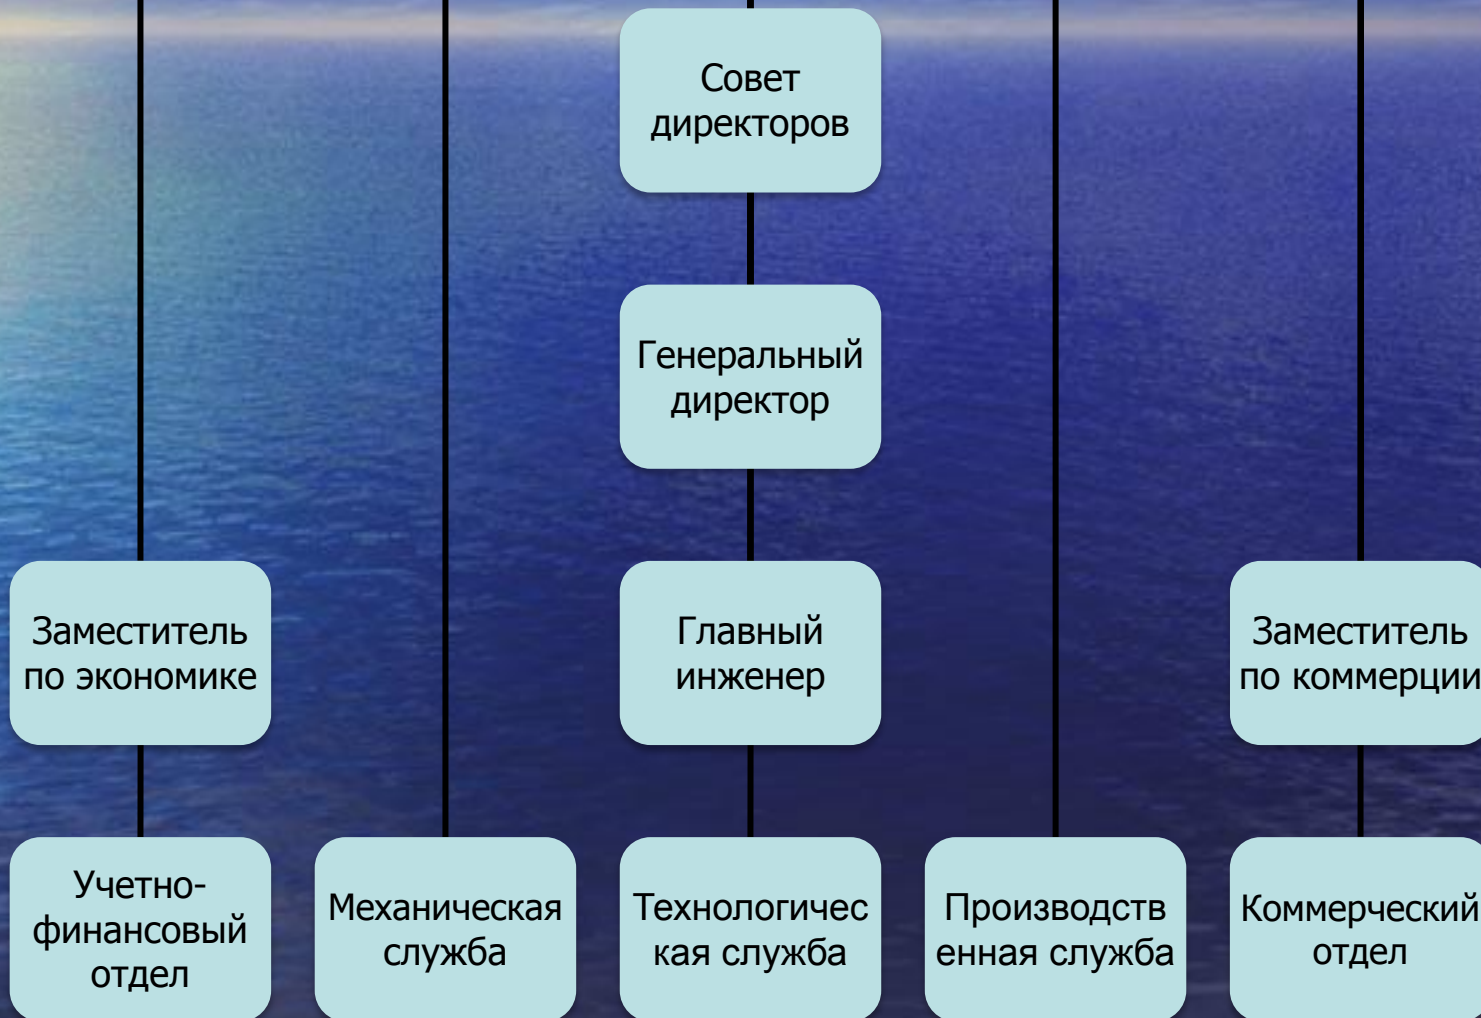 Совет
директоров
Генеральный
директор
Заместитель
по экономике
Главный
инженер
Заместитель
по коммерции
Учетно-
финансовый
отдел
Механическая
служба
Технологичес
кая служба
Производств
енная служба
Коммерческий
отдел